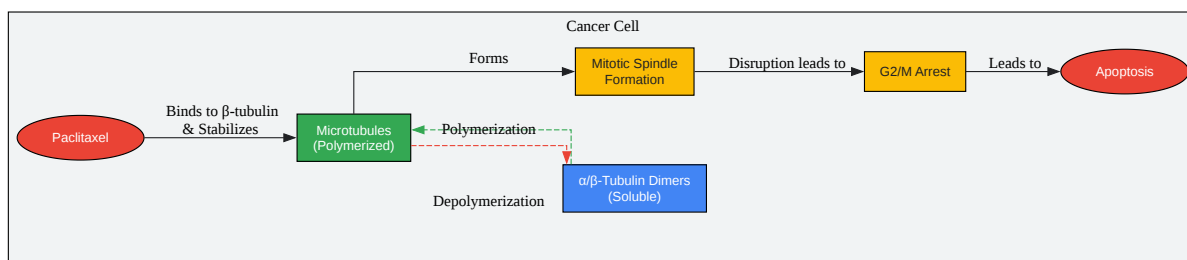 Cancer Cell
Paclitaxel
Binds to β-tubulin
& Stabilizes
Microtubules
(Polymerized)
Forms
Mitotic Spindle
Formation
Disruption leads to
G2/M Arrest
Leads to
Apoptosis
Polymerization
α/β-Tubulin Dimers
(Soluble)
Depolymerization